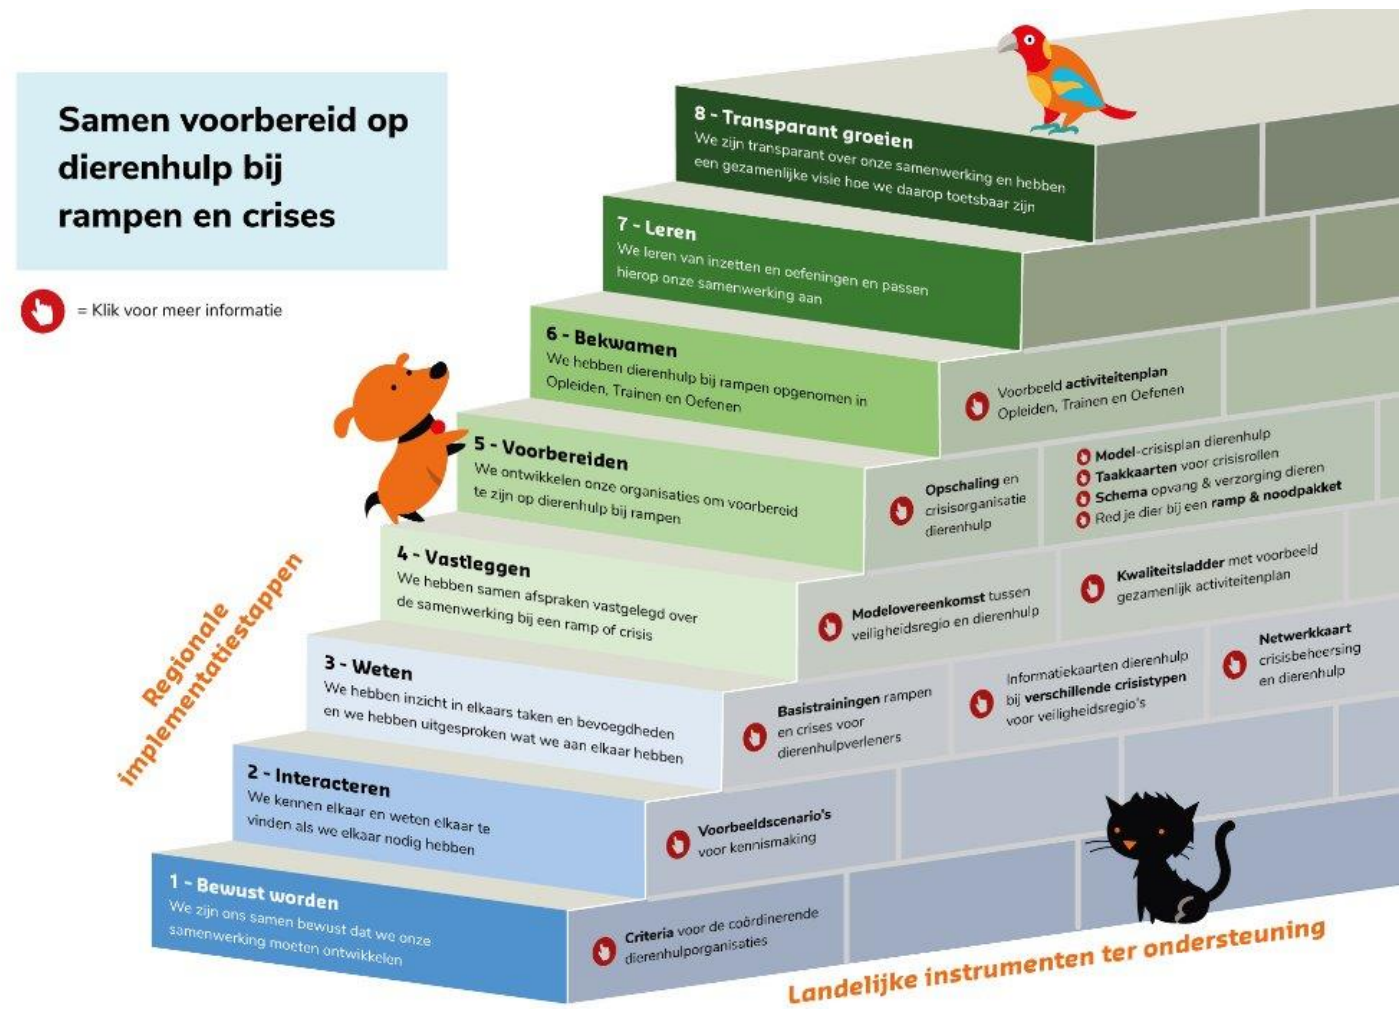 Samen voorbereid op
dierenhulp bij
rampen en crises
= Klik voor meer informatie
8 - Transparant groeien
We zijn transparant over onze samenwerking en hebben
een gezamenlijke visie hoe we daarop toetsbaar zijn
7 - Leren
We leren van inzetten en oefeningen en passen
hierop onze samenwerking aan
6 - Bekwamen
We hebben dierenhulp bij rampen opgenomen in
Opleiden, Trainen en Oefenen
Voorbeeld activiteitenplan
Opleiden, Trainen en Oefenen
5 - Voorbereiden
We ontwikkelen onze organisaties om voorbereid
te zijn op dierenhulp bij rampen
Opschaling en
crisisorganisatie
dierenhulp
Model-crisisplan dierenhulp
Taakkaarten voor crisisrollen
Schema opvang & verzorging dieren
Red je dier bij een ramp & noodpakket
4 - Vastleggen
We hebben samen afspraken vastgelegd over
de samenwerking bij een ramp of crisis
Modelovereenkomst tussen
veiligheidsregio en dierenhulp
Kwaliteitsladder met voorbeeld
gezamenlijk activiteitenplan
3 - Weten
We hebben inzicht in elkaars taken en bevoegdheden
en we hebben uitgesproken wat we aan elkaar hebben
Basistrainingen rampen
en crises voor
dierenhulpverleners
Informatiekaarten dierenhulp
bij verschillende crisistypen
voor veiligheidsregio's
Netwerkkaart
crisisbeheersing
en dierenhulp
2 - Interacteren
We kennen elkaar en weten elkaar te
vinden als we elkaar nodig hebben
Voorbeeldscenario's
voor kennismaking
1 - Bewust worden
We zijn ons samen bewust dat we onze
samenwerking moeten ontwikkelen
Criteria voor de coördinerende
dierenhulporganisaties
Regionale
implementatiestappen
Landelijke instrumenten ter ondersteuning